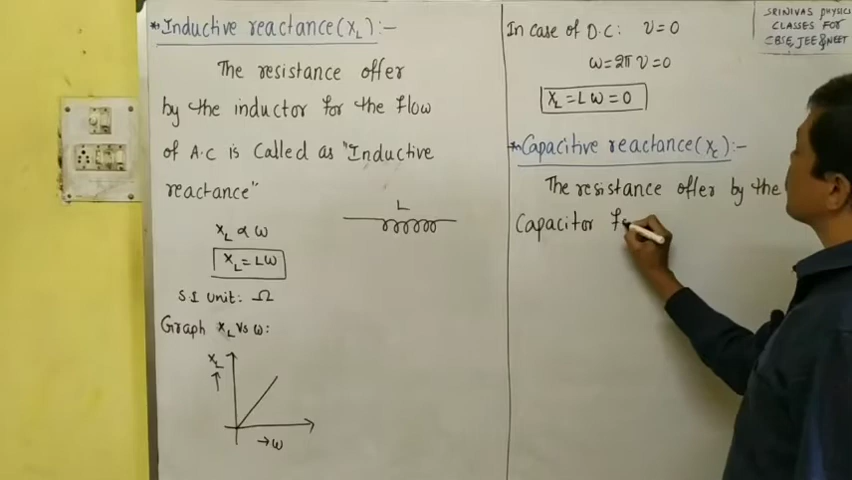 * Inductive reactance (XL) :-
The resistance offer
by the inductor for the flow
of A.C is called as "Inductive
reactance"
L
XL ∝ ω
XL = Lω
S.I unit: Ω
Graph XL Vs ω:
XL
↑
→ ω
In case of D.C: υ = 0
ω = 2π υ = 0
XL = Lω = 0
* Capacitive reactance (Xc) :-
The resistance offer by the
Capacitor fo
SRINIVAS PHYSICS
CLASSES FOR
CBSE, JEE & NEET